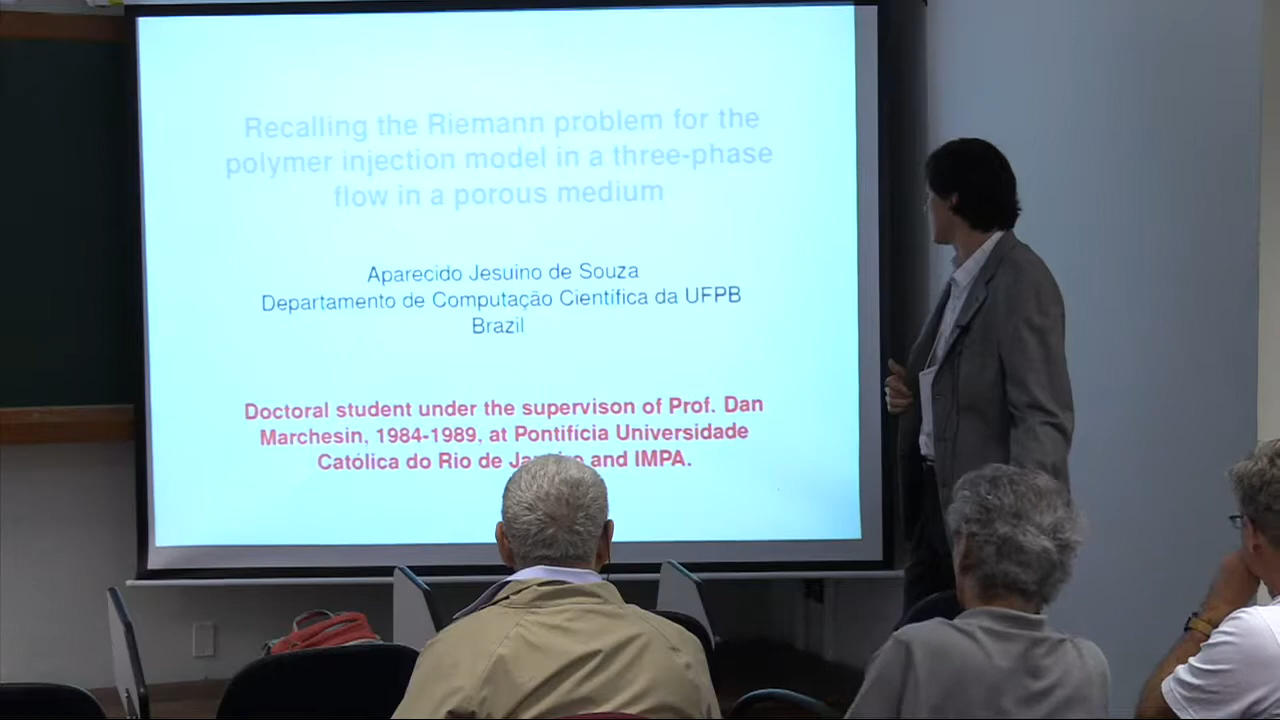 Recalling the Riemann problem for the
polymer injection model in a three-phase
flow in a porous medium
Aparecido Jesuino de Souza
Departamento de Computação Científica da UFPB
Brazil
Doctoral student under the supervison of Prof. Dan
Marchesin, 1984-1989, at Pontifícia Universidade
Católica do Rio de and IMPA.